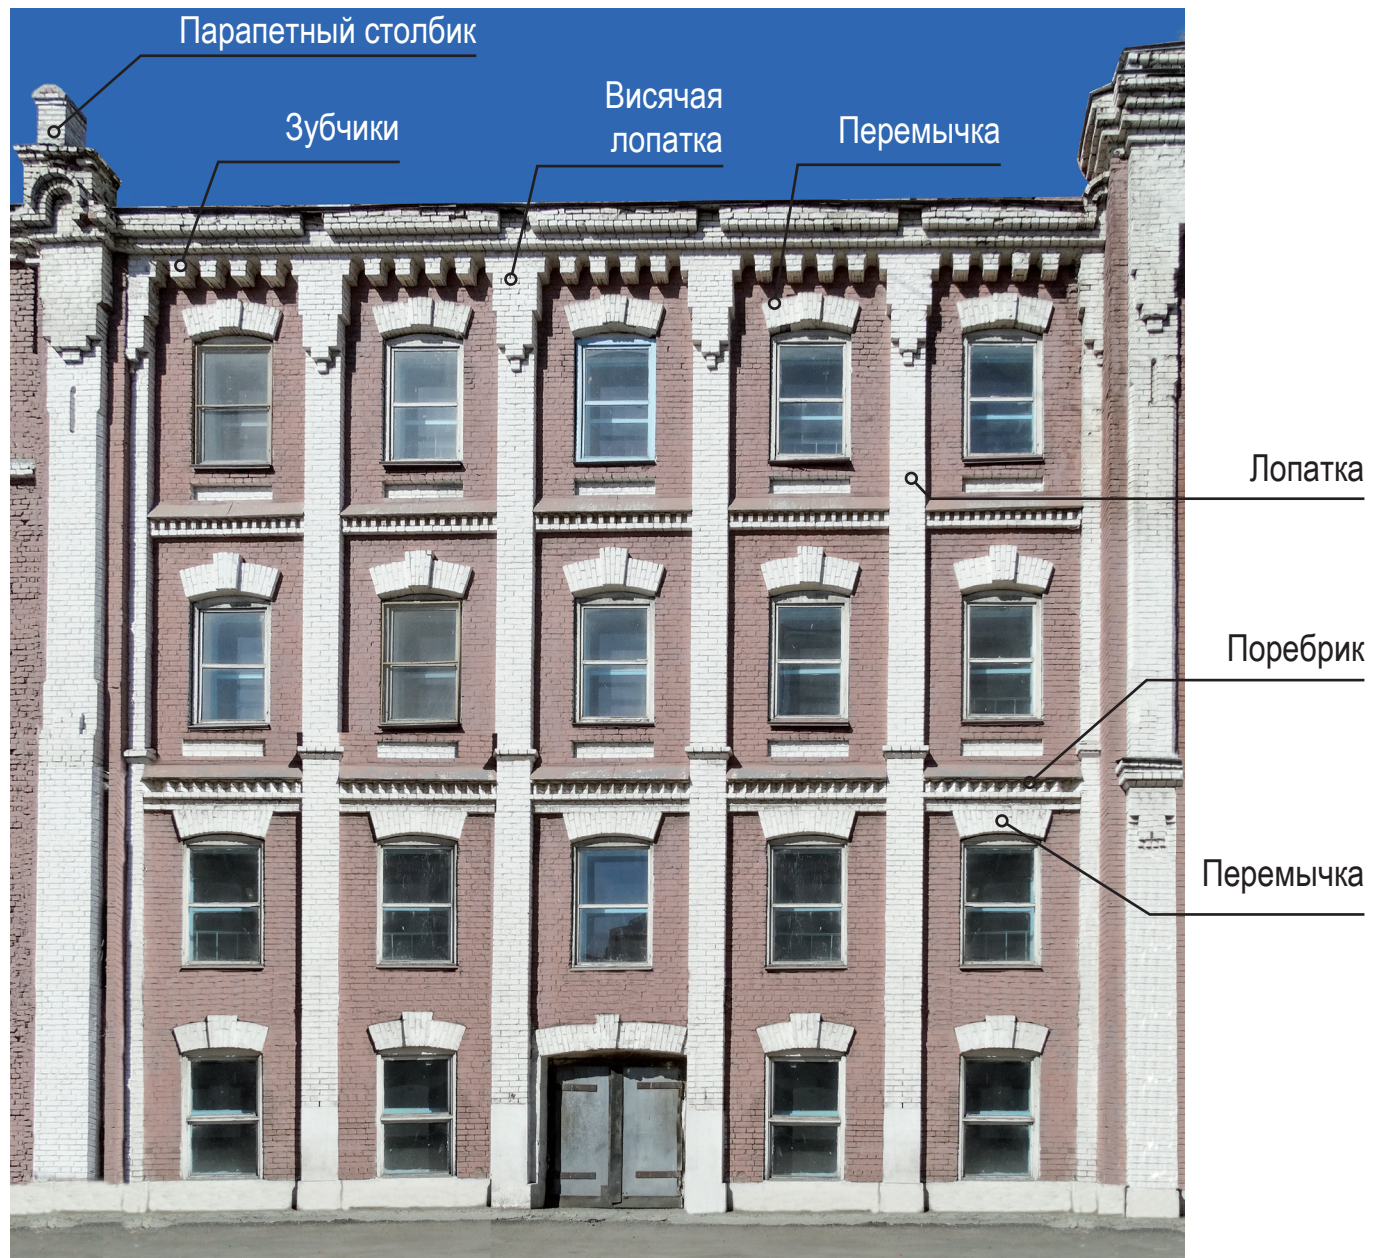 Парапетный столбик
Зубчики
Висячая
лопатка
Перемычка
Лопатка
Поребрик
Перемычка